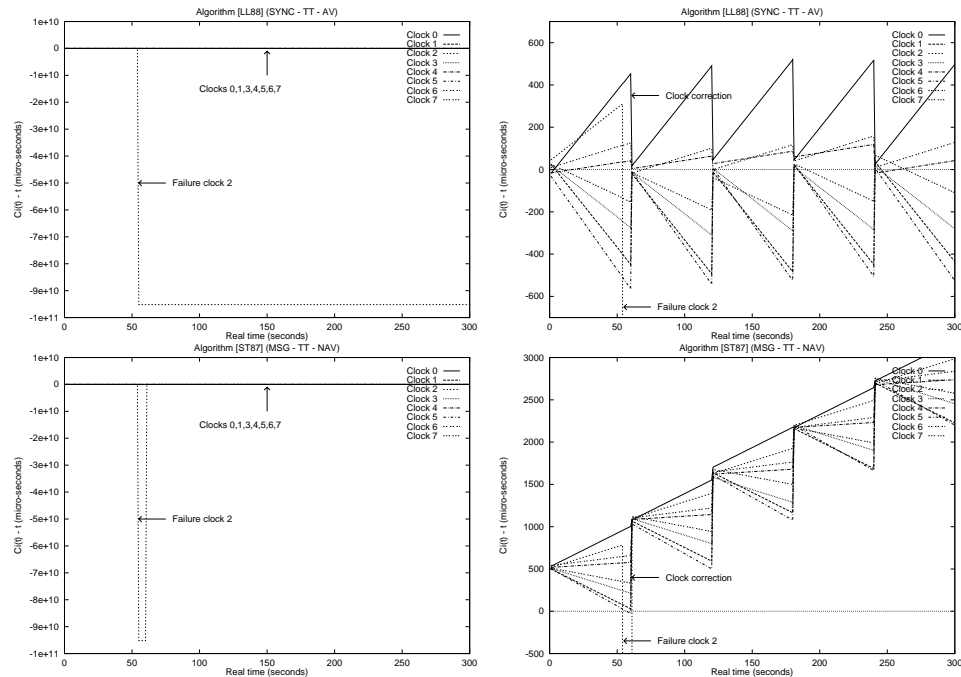 Algorithm [LL88] (SYNC - TT - AV)
Ci(t) - t (micro-seconds)
1e+10
0
-1e+10
-2e+10
-3e+10
-4e+10
-5e+10
-6e+10
-7e+10
-8e+10
-9e+10
-1e+11
0
50
100
150
200
250
300
Real time (seconds)
Clock 0
Clock 1
Clock 2
Clock 3
Clock 4
Clock 5
Clock 6
Clock 7
Clocks 0,1,3,4,5,6,7
Failure clock 2
Algorithm [LL88] (SYNC - TT - AV)
Ci(t) - t (micro-seconds)
600
400
200
0
-200
-400
-600
0
50
100
150
200
250
300
Real time (seconds)
Clock 0
Clock 1
Clock 2
Clock 3
Clock 4
Clock 5
Clock 6
Clock 7
Clock correction
Failure clock 2
Algorithm [ST87] (MSG - TT - NAV)
Ci(t) - t (micro-seconds)
1e+10
0
-1e+10
-2e+10
-3e+10
-4e+10
-5e+10
-6e+10
-7e+10
-8e+10
-9e+10
-1e+11
0
50
100
150
200
250
300
Real time (seconds)
Clock 0
Clock 1
Clock 2
Clock 3
Clock 4
Clock 5
Clock 6
Clock 7
Clocks 0,1,3,4,5,6,7
Failure clock 2
Algorithm [ST87] (MSG - TT - NAV)
Ci(t) - t (micro-seconds)
3000
2500
2000
1500
1000
500
0
-500
0
50
100
150
200
250
300
Real time (seconds)
Clock 0
Clock 1
Clock 2
Clock 3
Clock 4
Clock 5
Clock 6
Clock 7
Clock correction
Failure clock 2